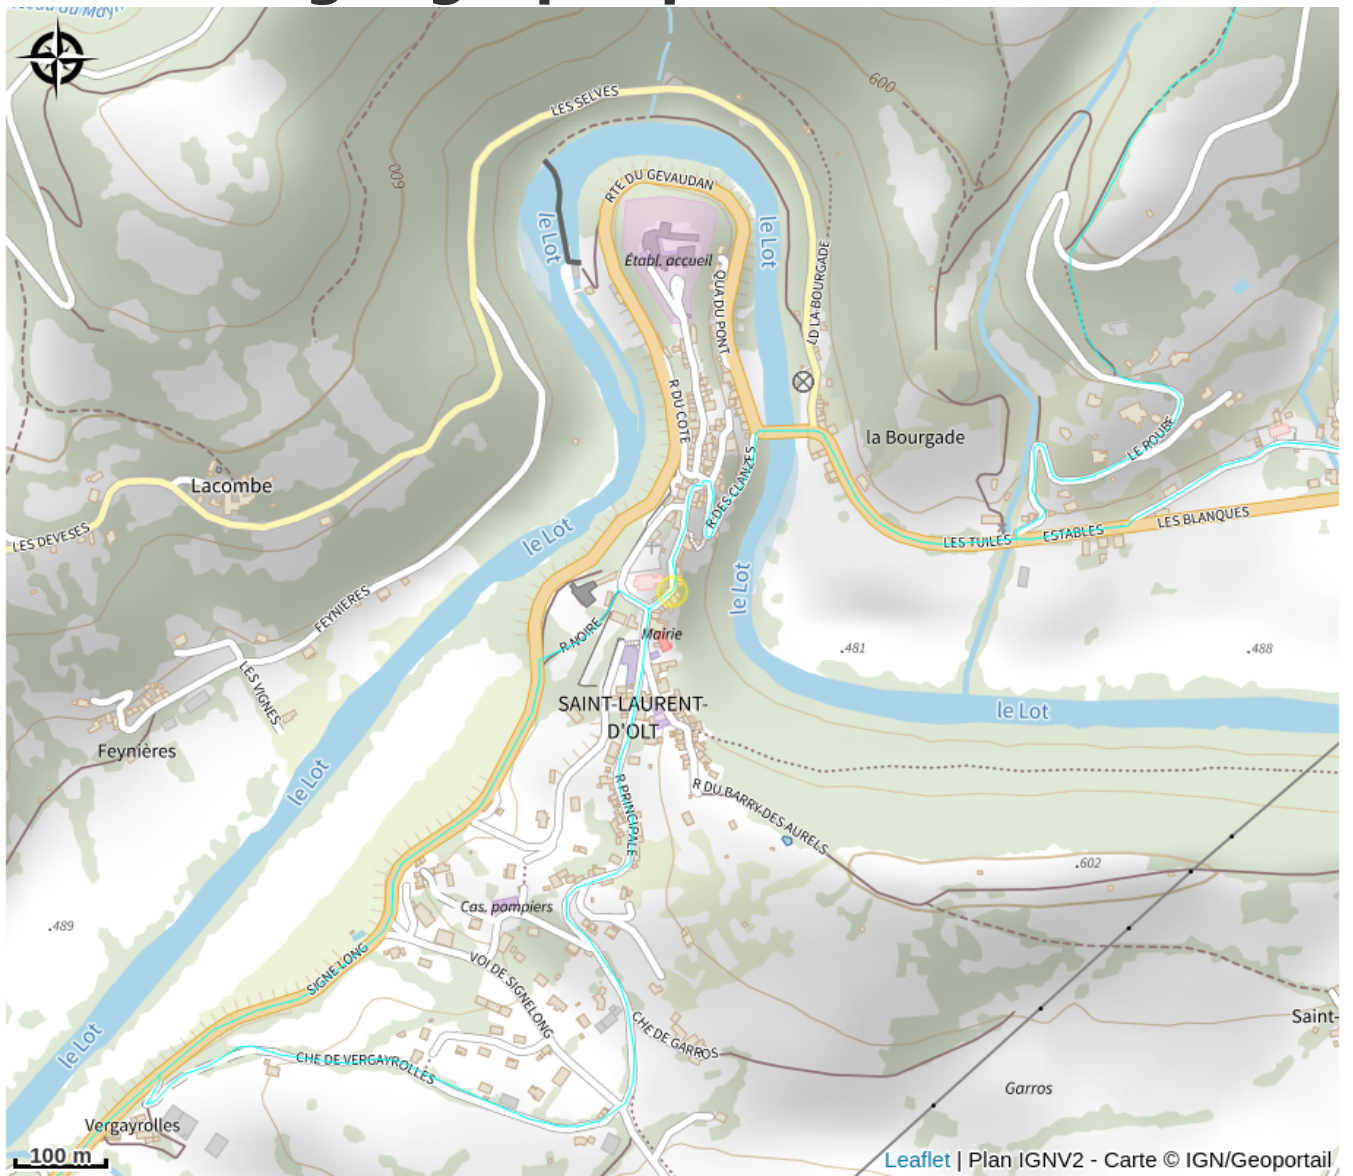 600
LES SELVES
600
RTE DU GEVAUDAN
le Lot
le Lot
Établ. accueil
QUA DU PONT
LD LA BOURGADE
R DU COTE
la Bourgade
LE ROUBE
Lacombe
R DES CLANZES
LES DEVESES
le Lot
LES TUILES
ESTABLES
LES BLANQUES
le Lot
FEYNIERES
R NOIRE
Mairie
.481
.488
LES VIGNES
SAINT-LAURENT-
D'OLT
le Lot
Feynières
le Lot
R PRINCIPALE
R DU BARRY-DES-AURELS
.602
Cas. pompiers
.489
SIGNE LONG
VOI DE SIGNELONG
Saint-
le Lot
CHE DE GARROS
CHE DE VERGAYROLLES
Garros
Vergayrolles
100 m
Leaflet | Plan IGNV2 - Carte © IGN/Geoportail